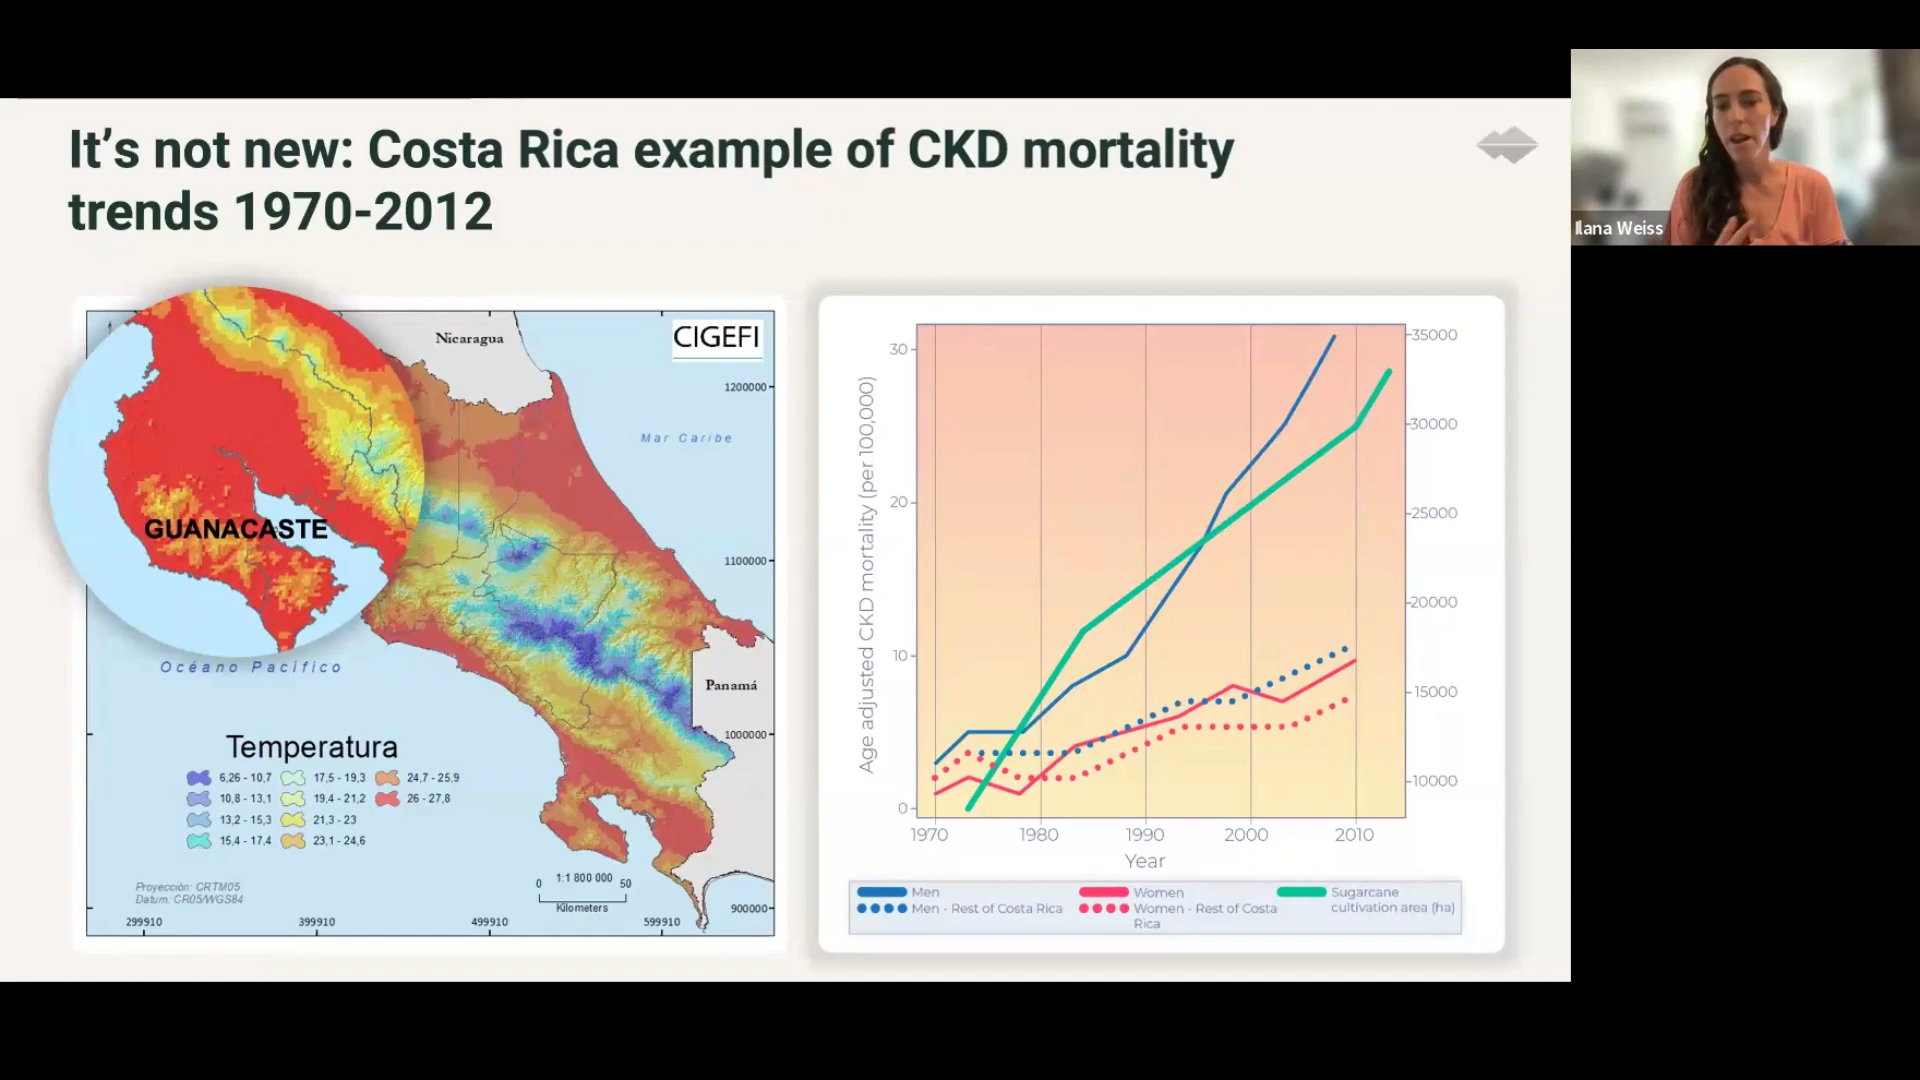 It's not new: Costa Rica example of CKD mortality
trends 1970-2012
Ilana Weiss
Nicaragua
CIGEFI
1200000
Mar Caribe
GUANACASTE
1100000
Océano Pacífico
Panamá
1000000
Temperatura
6,26 - 10,7
17,5 - 19,3
24,7 - 25,9
10,8 - 13,1
19,4 - 21,2
26 - 27,8
13,2 - 15,3
21,3 - 23
15,4 - 17,4
23,1 - 24,6
Proyección: CRTM05
Datum: CR05/WGS84
1:1 800 000
0 50
Kilometers
900000
299910 399910 499910 599910
Age adjusted CKD mortality (per 100,000)
30
20
10
0
35000
30000
25000
20000
15000
10000
1970 1980 1990 2000 2010
Year
Men
Women
Sugarcane
cultivation area (ha)
Men - Rest of Costa Rica
Women - Rest of Costa
Rica